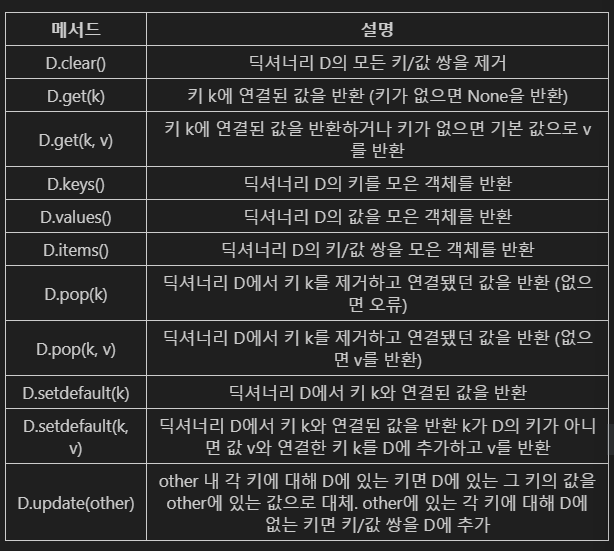 메서드 설명
D.clear() 딕셔너리 D의 모든 키/값 쌍을 제거
D.get(k) 키 k에 연결된 값을 반환 (키가 없으면 None을 반환)
D.get(k, v) 키 k에 연결된 값을 반환하거나 키가 없으면 기본 값으로 v
를 반환
D.keys() 딕셔너리 D의 키를 모은 객체를 반환
D.values() 딕셔너리 D의 값을 모은 객체를 반환
D.items() 딕셔너리 D의 키/값 쌍을 모은 객체를 반환
D.pop(k) 딕셔너리 D에서 키 k를 제거하고 연결됐던 값을 반환 (없으
면 오류)
D.pop(k, v) 딕셔너리 D에서 키 k를 제거하고 연결됐던 값을 반환 (없으
면 v를 반환)
D.setdefault(k) 딕셔너리 D에서 키 k와 연결된 값을 반환
D.setdefault(k,
v)
딕셔너리 D에서 키 k와 연결된 값을 반환 k가 D의 키가 아니
면 값 v와 연결한 키 k를 D에 추가하고 v를 반환
D.update(other)
other 내 각 키에 대해 D에 있는 키면 D에 있는 그 키의 값을
other에 있는 값으로 대체. other에 있는 각 키에 대해 D에
없는 키면 키/값 쌍을 D에 추가